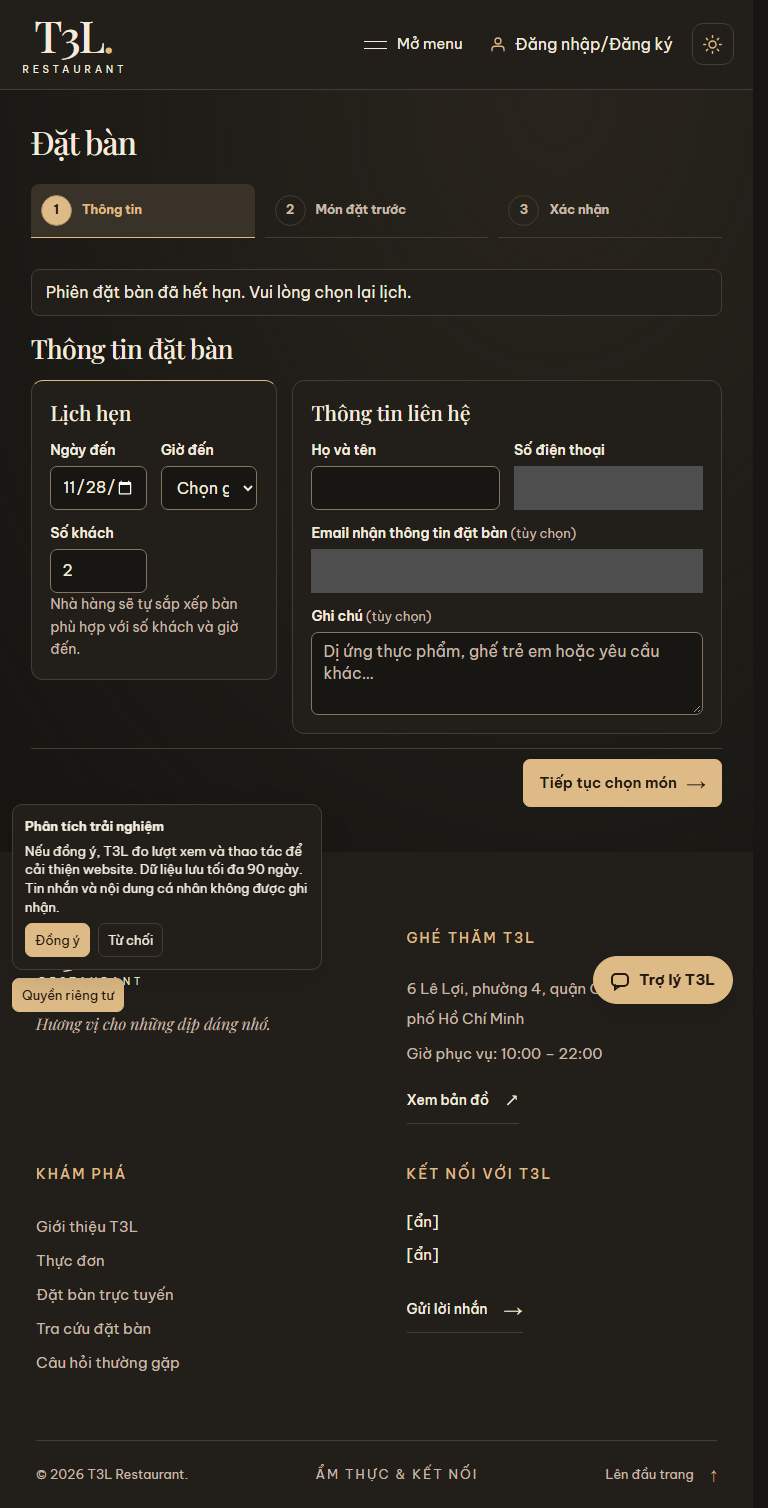 T3L.
RESTAURANT
Mở menu
Đăng nhập/Đăng ký
Đặt bàn
1 Thông tin
2 Món đặt trước
3 Xác nhận
Phiên đặt bàn đã hết hạn. Vui lòng chọn lại lịch.
Thông tin đặt bàn
Lịch hẹn
Ngày đến
Giờ đến
11/28/
Chọn g
Số khách
2
Nhà hàng sẽ tự sắp xếp bàn
phù hợp với số khách và giờ
đến.
Thông tin liên hệ
Họ và tên
Số điện thoại
Email nhận thông tin đặt bàn (tùy chọn)
Ghi chú (tùy chọn)
Dị ứng thực phẩm, ghế trẻ em hoặc yêu cầu
khác...
Tiếp tục chọn món →
Phân tích trải nghiệm
Nếu đồng ý, T3L đo lượt xem và thao tác để
cải thiện website. Dữ liệu lưu tối đa 90 ngày.
Tin nhắn và nội dung cá nhân không được ghi
nhận.
Đồng ý
Từ chối
Quyền riêng tư
Hương vị cho những dịp đáng nhớ.
GHÉ THĂM T3L
6 Lê Lợi, phường 4, quận
phố Hồ Chí Minh
Giờ phục vụ: 10:00 – 22:00
Xem bản đồ ↗
Trợ lý T3L
KHÁM PHÁ
Giới thiệu T3L
Thực đơn
Đặt bàn trực tuyến
Tra cứu đặt bàn
Câu hỏi thường gặp
KẾT NỐI VỚI T3L
[ẩn]
[ẩn]
Gửi lời nhắn →
© 2026 T3L Restaurant.
ẨM THỰC & KẾT NỐI
Lên đầu trang ↑